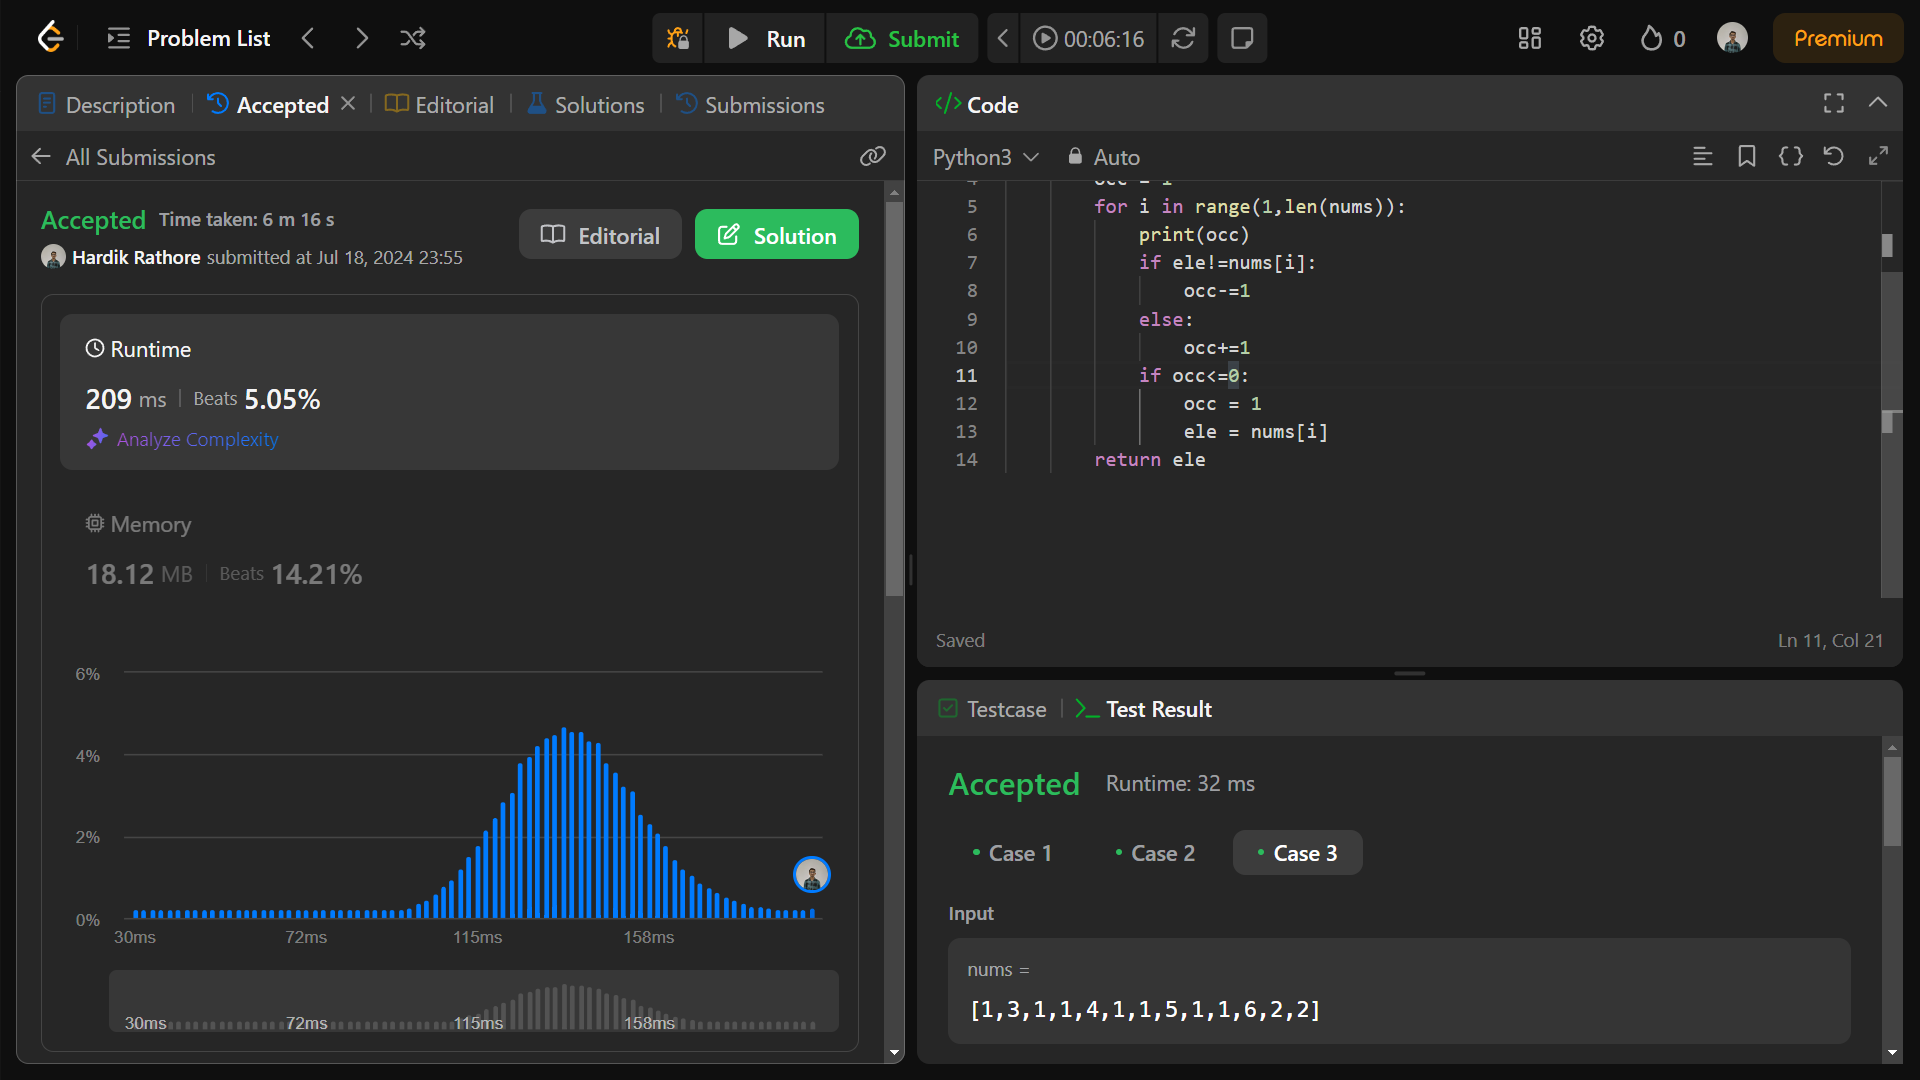 Problem List
Run
Submit
00:06:16
0
Premium
Description
Accepted
Editorial
Solutions
Submissions
All Submissions
Accepted Time taken: 6 m 16 s
Hardik Rathore submitted at Jul 18, 2024 23:55
Editorial
Solution
Runtime
209 ms Beats 5.05%
Analyze Complexity
Memory
18.12 MB Beats 14.21%
6%
4%
2%
0%
30ms 72ms 115ms 158ms
30ms 72ms 115ms 158ms
</> Code
Python3 Auto
4 occ = 1
5 for i in range(1,len(nums)):
6 print(occ)
7 if ele!=nums[i]:
8 occ-=1
9 else:
10 occ+=1
11 if occ<=0:
12 occ = 1
13 ele = nums[i]
14 return ele
Saved
Ln 11, Col 21
Testcase
Test Result
Accepted Runtime: 32 ms
• Case 1 • Case 2 • Case 3
Input
nums =
[1,3,1,1,4,1,1,5,1,1,6,2,2]